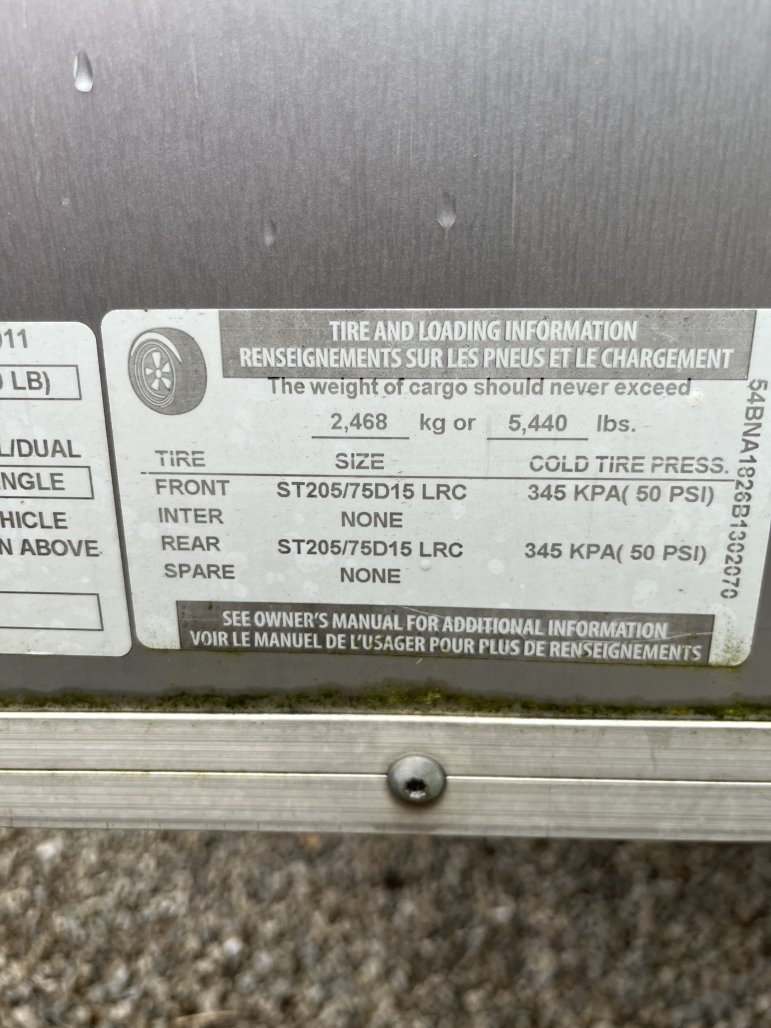 011
LB)
L/DUAL
NGLE
HICLE
N ABOVE
TIRE AND LOADING INFORMATION
RENSEIGNEMENTS SUR LES PNEUS ET LE CHARGEMENT
The weight of cargo should never exceed
2,468 kg or 5,440 lbs.
TIRE SIZE COLD TIRE PRESS.
FRONT ST205/75D15 LRC 345 KPA( 50 PSI)
INTER NONE
REAR ST205/75D15 LRC 345 KPA( 50 PSI)
SPARE NONE
SEE OWNER'S MANUAL FOR ADDITIONAL INFORMATION
VOIR LE MANUEL DE L'USAGER POUR PLUS DE RENSEIGNEMENTS
54BNA1826B1302070